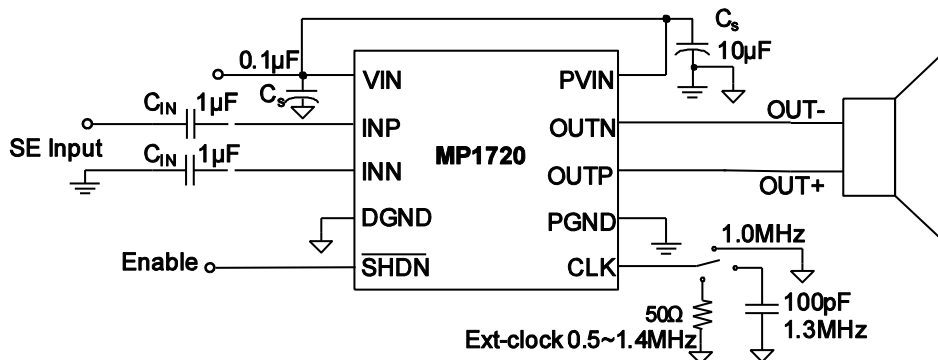 Cs
10µF
0.1µF
Cs
VIN
PVIN
CIN 1µF
SE Input
INP
OUTN
OUT-
CIN 1µF
INN
MP1720
OUTP
OUT+
DGND
PGND
1.0MHz
Enable
SHDN
CLK
50Ω
100pF
1.3MHz
Ext-clock 0.5~1.4MHz